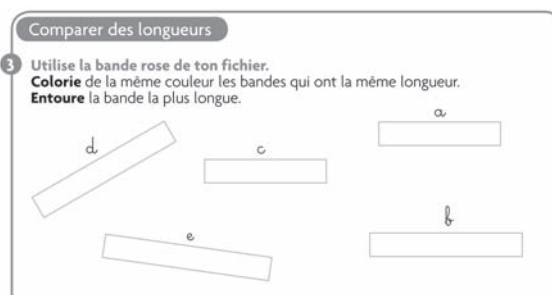 Comparer des longueurs
3 Utilise la bande rose de ton fichier.
Colorie de la même couleur les bandes qui ont la même longueur.
Entoure la bande la plus longue.
a
d
c
b
e